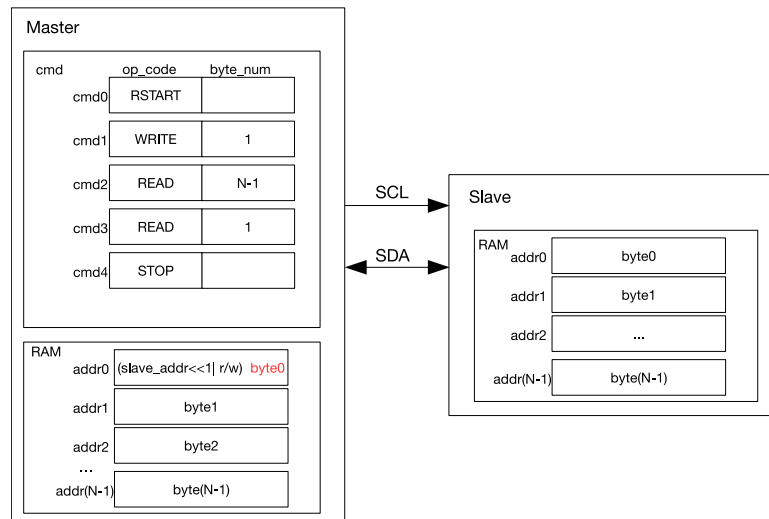 Master
cmd op_code byte_num
cmd0 RSTART
cmd1 WRITE 1
cmd2 READ N-1
cmd3 READ 1
cmd4 STOP
RAM
addr0 (slave_addr<<1| r/w) byte0
addr1 byte1
addr2 byte2
...
addr(N-1) byte(N-1)
SCL
SDA
Slave
RAM
addr0 byte0
addr1 byte1
addr2 ...
addr(N-1) byte(N-1)